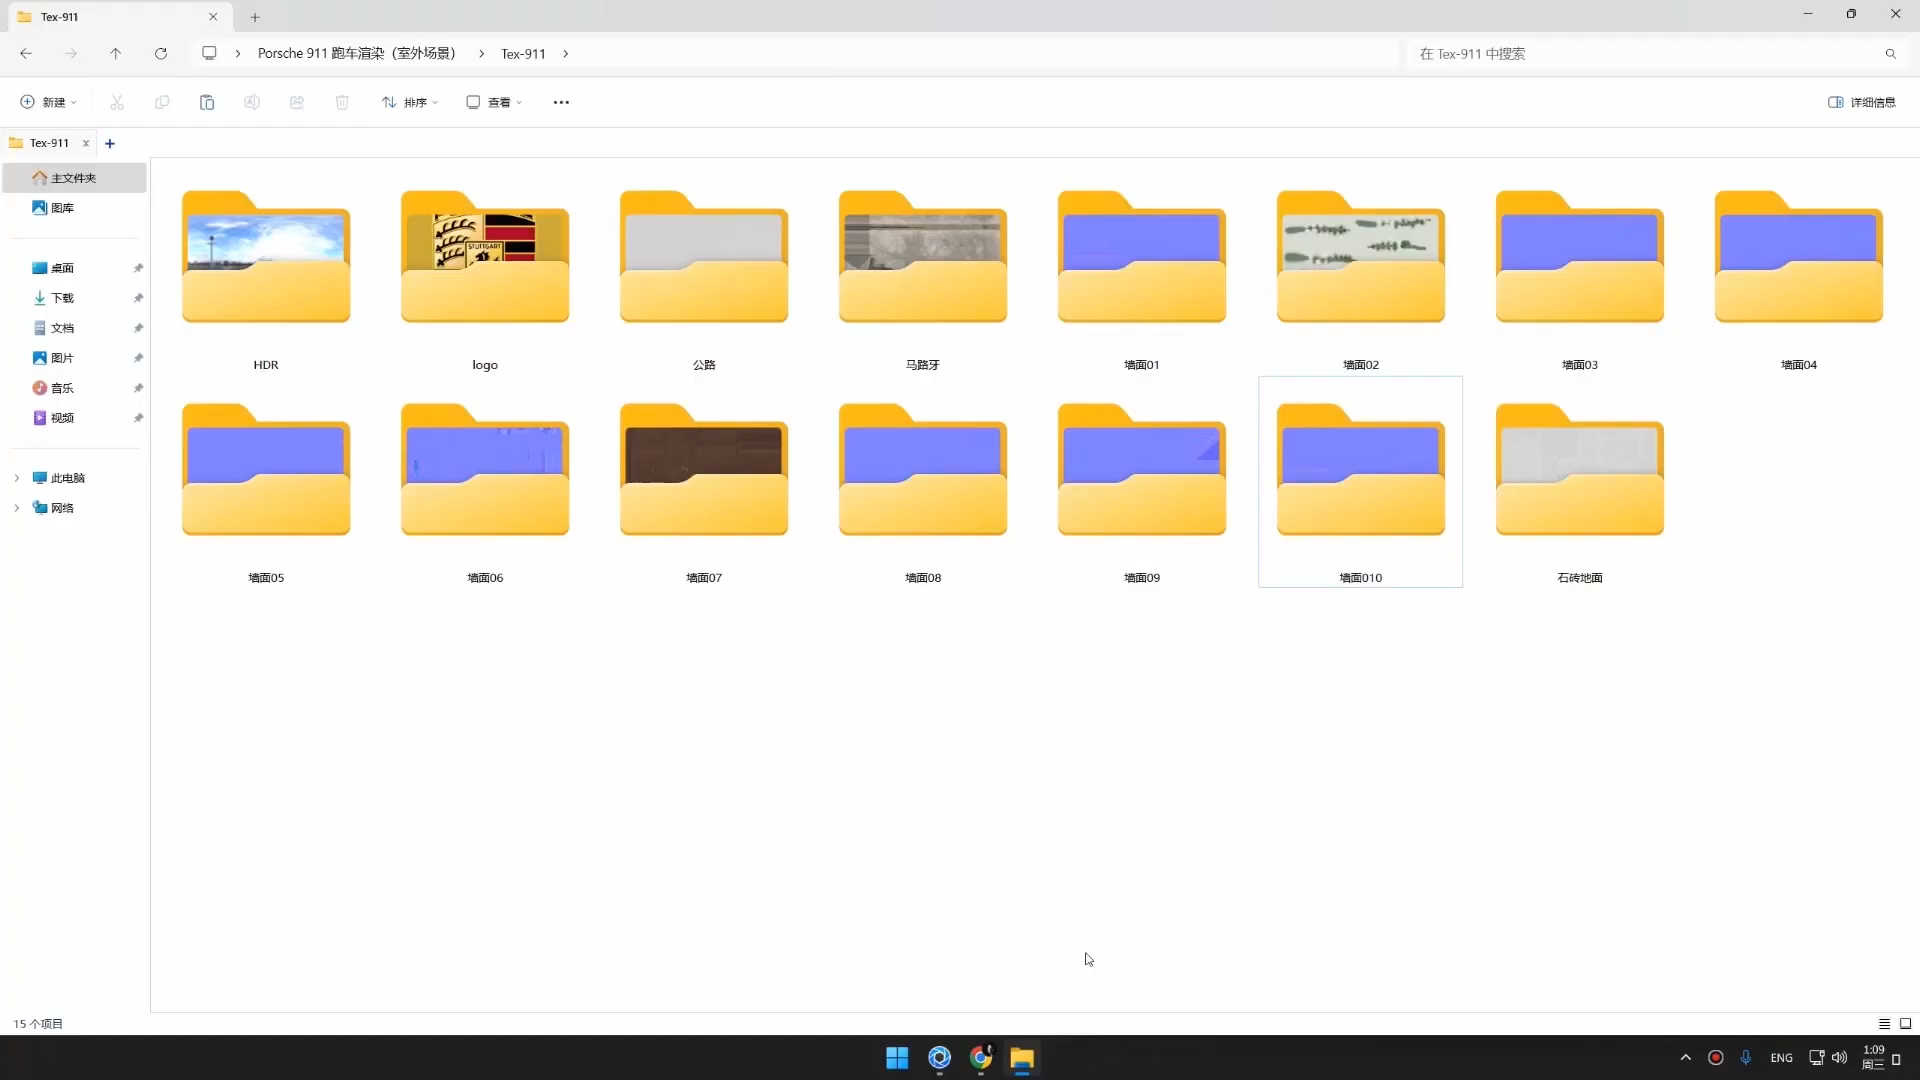 Tex-911
Porsche 911 跑车渲染（室外场景） Tex-911
在 Tex-911 中搜索
新建 排序 查看 详细信息
Tex-911
主文件夹
图库
桌面
下载
文档
图片
音乐
视频
此电脑
网络
STUTTGART
HDR logo 公路 马路牙 墙面01 墙面02 墙面03 墙面04
墙面05 墙面06 墙面07 墙面08 墙面09 墙面010 石砖地面
15 个项目
ENG
1:09
周三